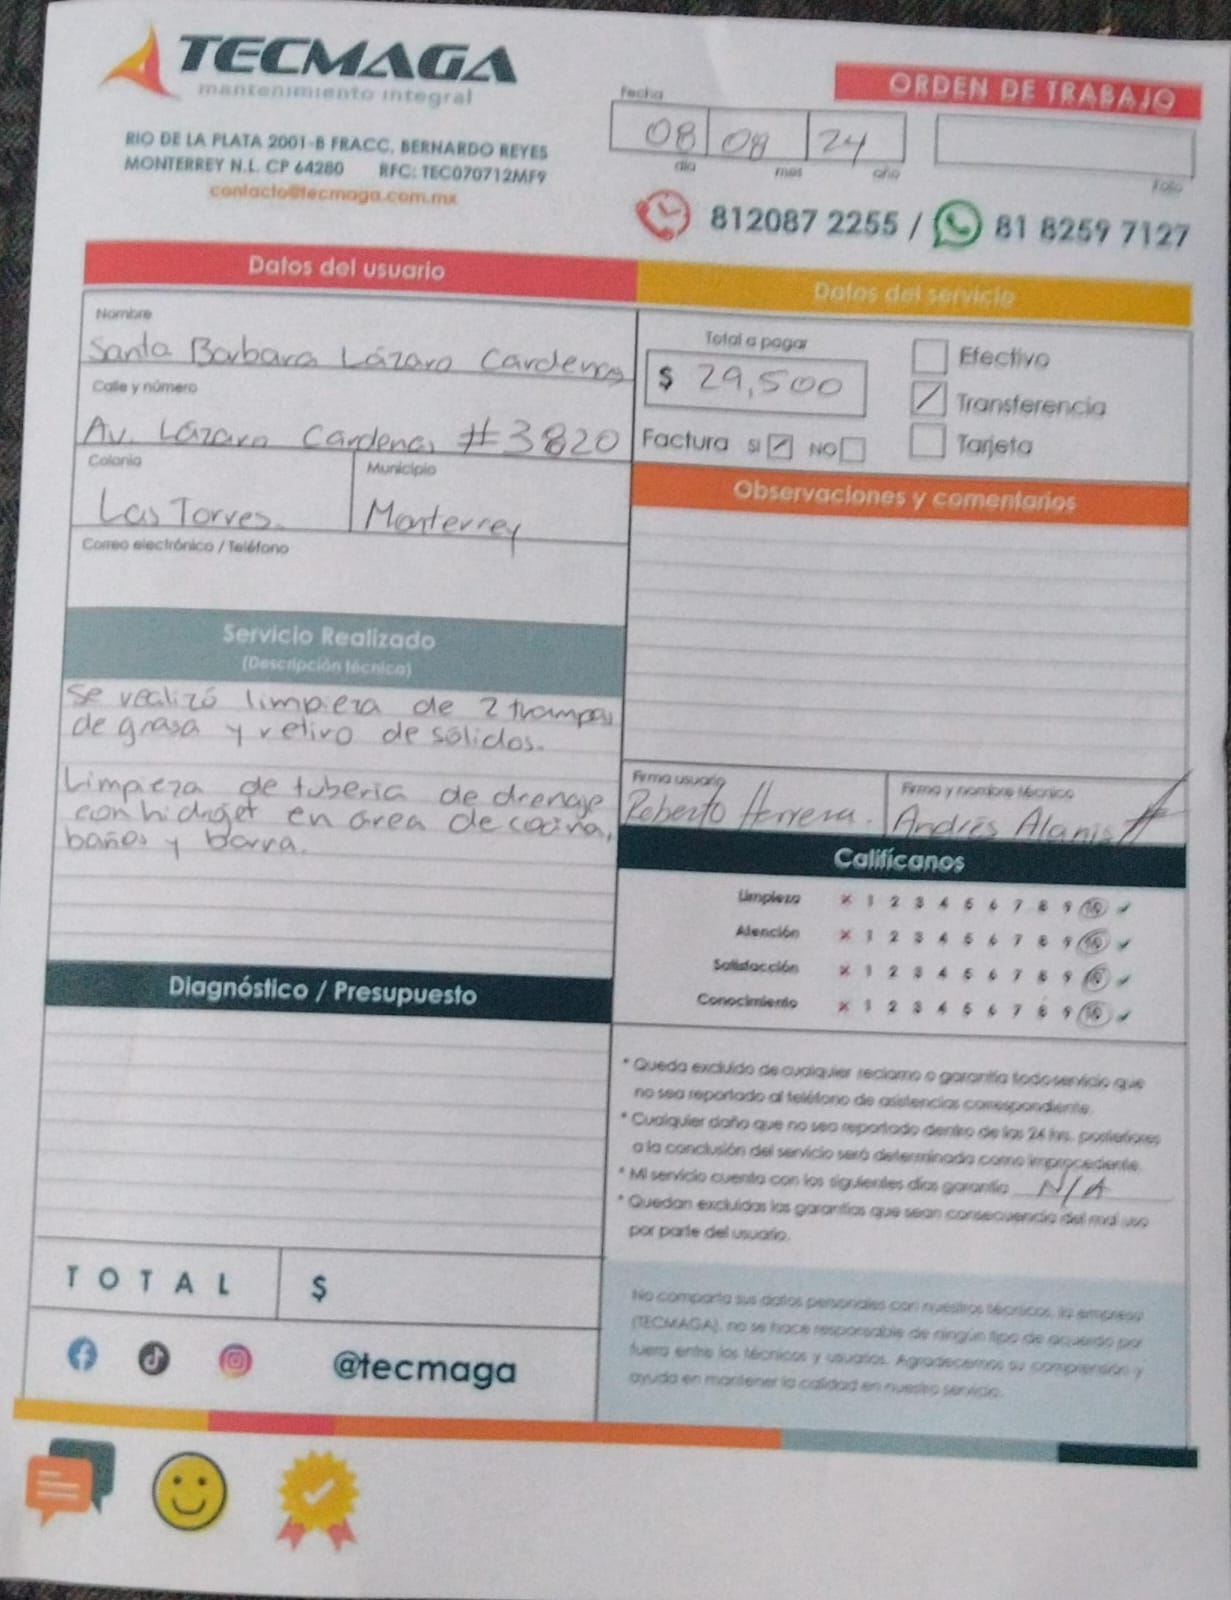 TECMAGA
mantenimiento integral
RIO DE LA PLATA 2001-B FRACC. BERNARDO REYES
MONTERREY N.L. CP 64280 RFC: TEC070712MF9
contacto@tecmaga.com.mx
ORDEN DE TRABAJO
Fecha
08 08 24
día mes año
Folio
812087 2255 / 81 8259 7127
Datos del usuario
Nombre
Santa Barbara Lázaro Cardenas
Calle y número
Av. Lázaro Cárdenas #3820
Colonia
Las Torres.
Municipio
Monterrey
Correo electrónico / Teléfono
Datos del servicio
Total a pagar
$ 29,500
Efectivo
Transferencia
Tarjeta
Factura SI NO
Observaciones y comentarios
Servicio Realizado
(Descripción técnica)
Se realizó limpieza de 2 trampas
de grasa y retiro de sólidos.
Limpieza de tuberia de drenaje
con hidrojet en área de cocina,
baños y barra.
Firma usuario
Roberto Herrera.
Firma y nombre técnico
Andrés Alanis
Califícanos
Limpieza x 1 2 3 4 5 6 7 8 9 10 ✓
Atención x 1 2 3 4 5 6 7 8 9 10 ✓
Satisfacción x 1 2 3 4 5 6 7 8 9 10 ✓
Conocimiento x 1 2 3 4 5 6 7 8 9 10 ✓
Diagnóstico / Presupuesto
* Queda excluido de cualquier reclamo o garantía todo servicio que
no sea reportado al teléfono de asistencias correspondiente.
* Cualquier daño que no sea reportado dentro de las 24 hrs. posteriores
a la conclusión del servicio será determinada como improcedente.
* Mi servicio cuenta con los siguientes días garantía N/A
* Quedan excluidas las garantías que sean consecuencia del mal uso
por parte del usuario.
TOTAL $
@tecmaga
No comparta sus datos personales con nuestros técnicos, la empresa
(TECMAGA), no se hace responsable de ningún tipo de acuerdo por
fuera entre los técnicos y usuarios. Agradecemos su comprensión y
ayuda en mantener la calidad en nuestro servicio.